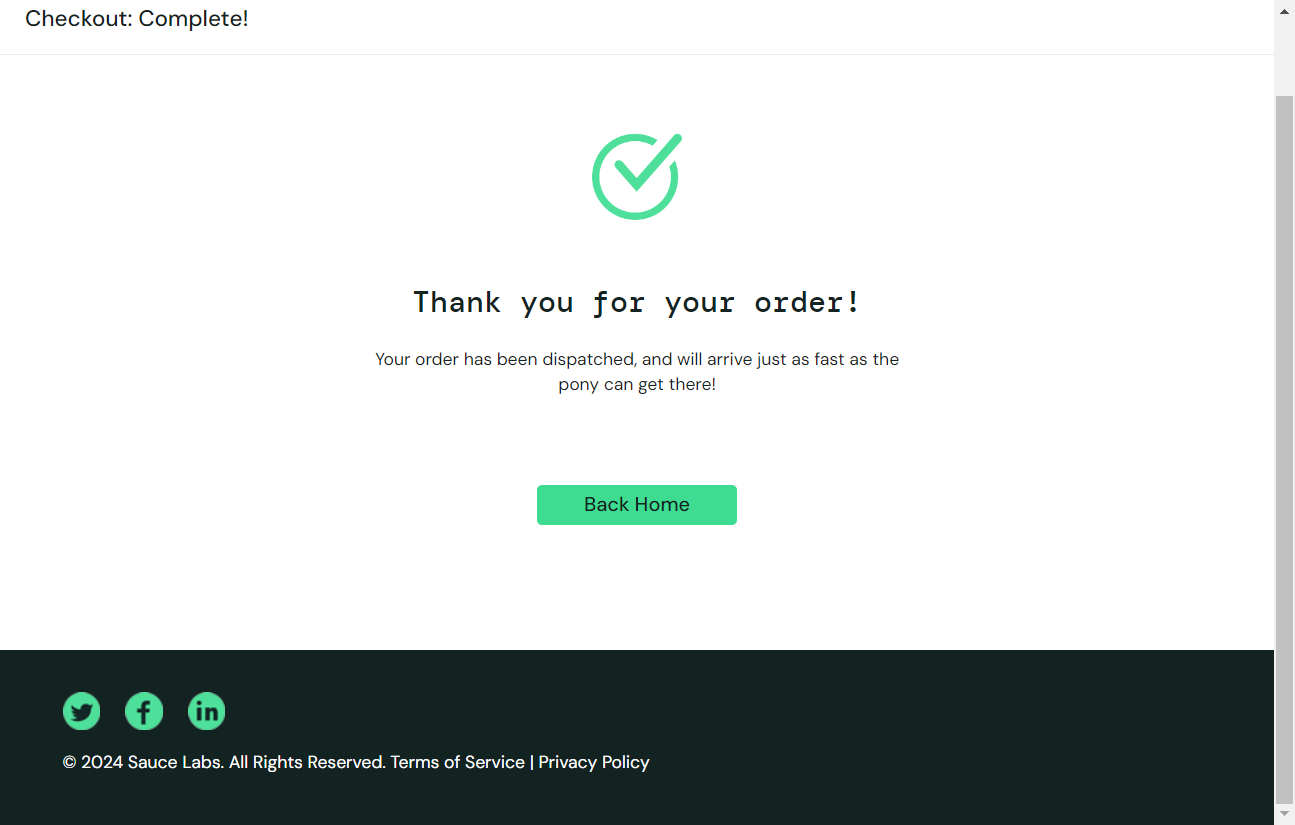 Checkout: Complete!
Thank you for your order!
Your order has been dispatched, and will arrive just as fast as the
pony can get there!
Back Home
© 2024 Sauce Labs. All Rights Reserved. Terms of Service | Privacy Policy